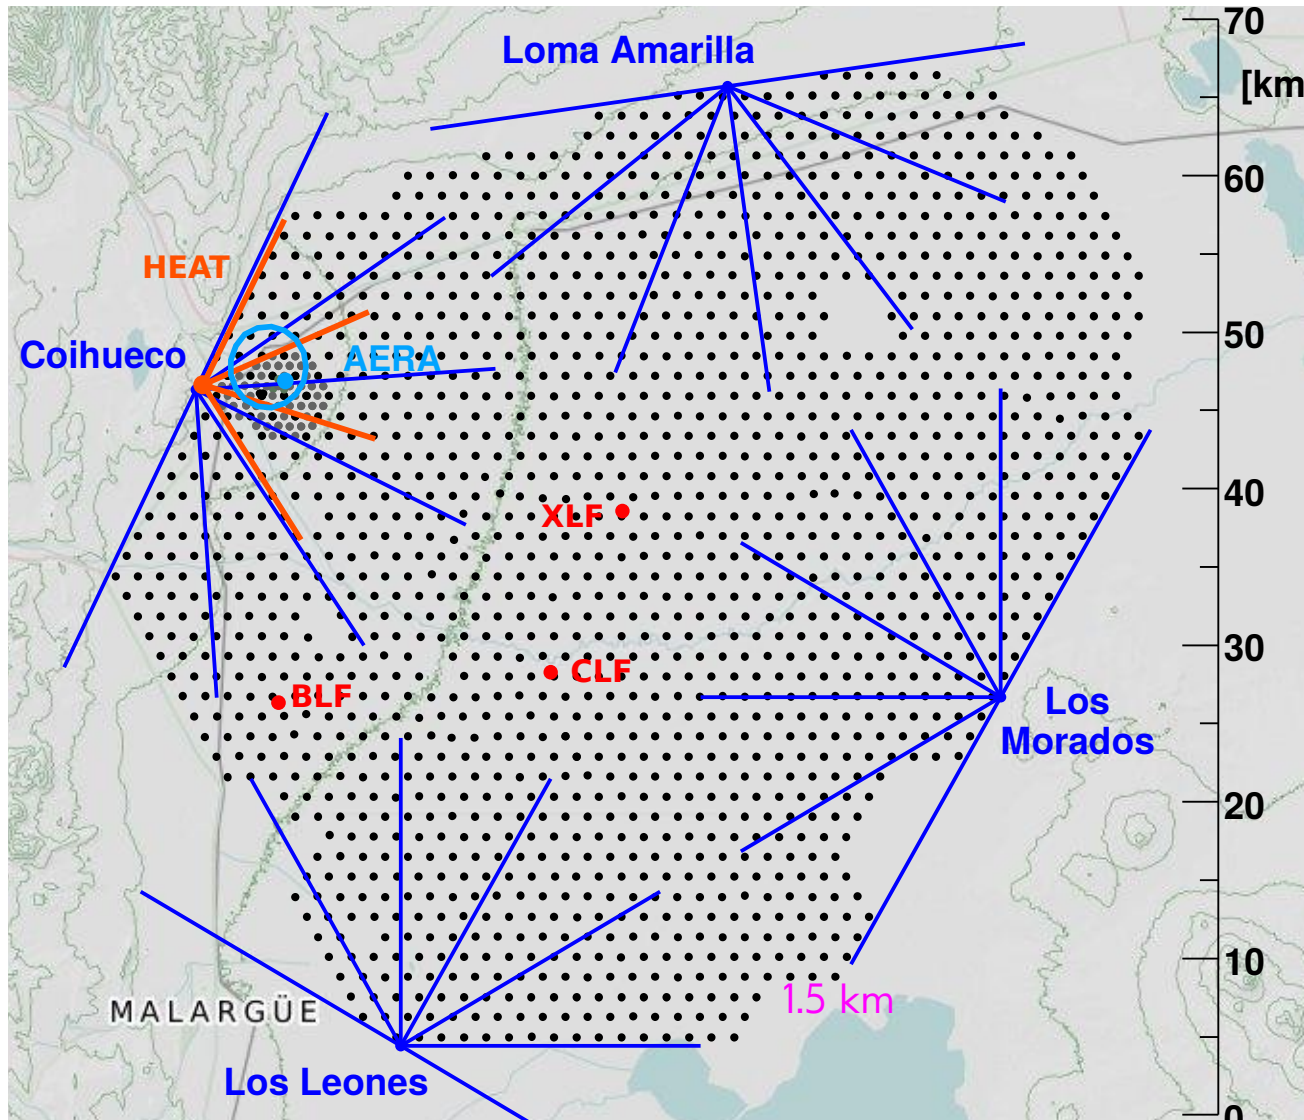 70
Loma Amarilla
[km
60
HEAT
50
Coihueco
AERA
40
XLF
30
CLF
BLF
Los
Morados
20
10
1.5 km
MALARGÜE
Los Leones
0